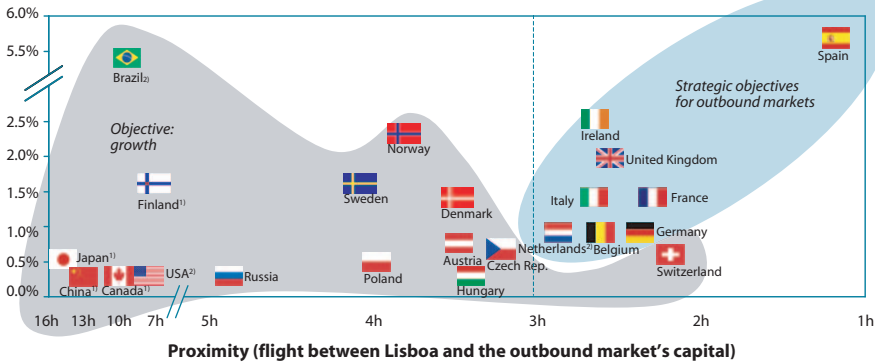 6.0%
5.5%
2.5%
2.0%
1.5%
1.0%
0.5%
0.0%
Brazil2)
Objective:
growth
Finland1)
Japan1)
China1)
Canada1)
USA2)
Russia
Norway
Sweden
Denmark
Poland
Austria
Czech Rep.
Hungary
Strategic objectives
for outbound markets
Spain
Ireland
United Kingdom
Italy
France
Netherlands2)
Belgium
Germany
Switzerland
16h 13h 10h 7h 5h 4h 3h 2h 1h
Proximity (flight between Lisboa and the outbound market's capital)